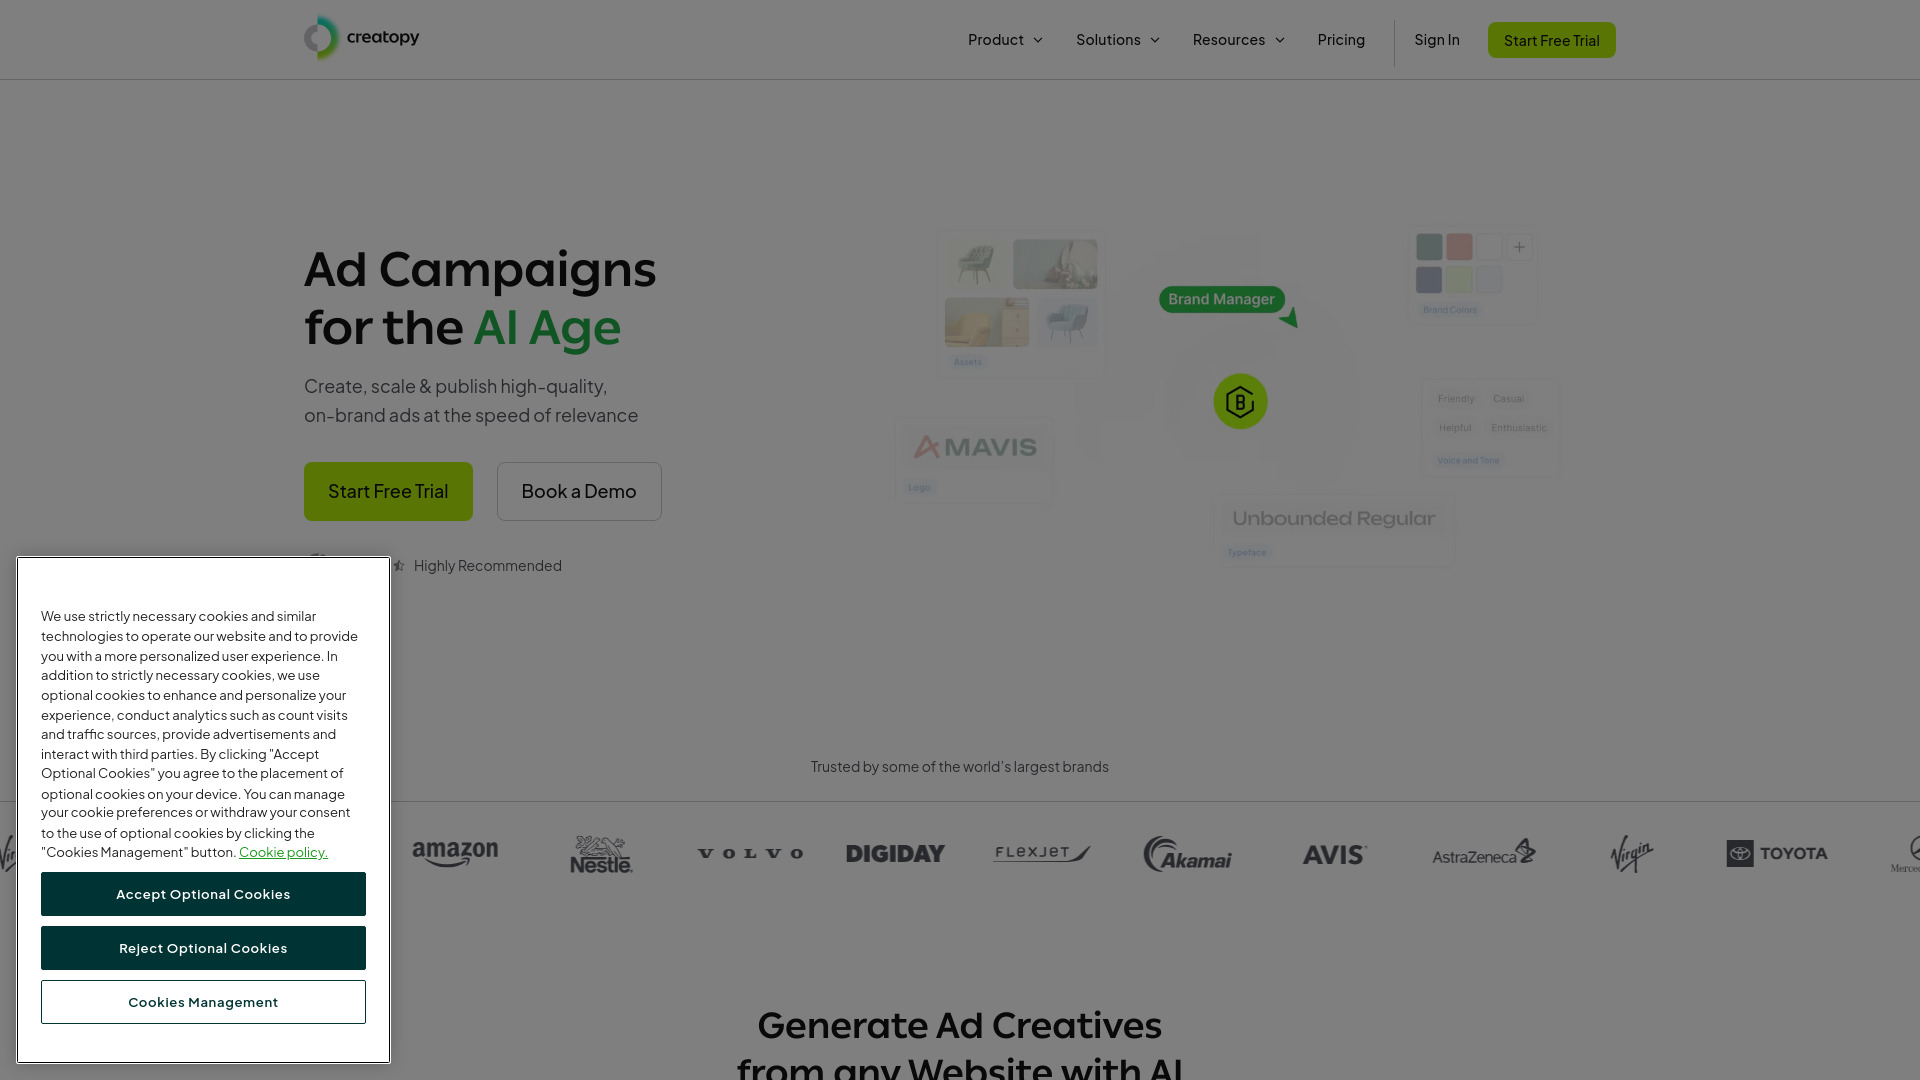 creatopy
Product
Solutions
Resources
Pricing
Sign In
Start Free Trial
Ad Campaigns
for the AI Age
Create, scale & publish high-quality,
on-brand ads at the speed of relevance
Start Free Trial
Book a Demo
Highly Recommended
Assets
Brand Manager
Brand Colors
MAVIS
Logo
Friendly
Casual
Helpful
Enthusiastic
Voice and Tone
Unbounded Regular
Typeface
We use strictly necessary cookies and similar
technologies to operate our website and to provide
you with a more personalized user experience. In
addition to strictly necessary cookies, we use
optional cookies to enhance and personalize your
experience, conduct analytics such as count visits
and traffic sources, provide advertisements and
interact with third parties. By clicking "Accept
Optional Cookies" you agree to the placement of
optional cookies on your device. You can manage
your cookie preferences or withdraw your consent
to the use of optional cookies by clicking the
"Cookies Management" button. Cookie policy.
Accept Optional Cookies
Reject Optional Cookies
Cookies Management
Trusted by some of the world's largest brands
amazon
Nestlé
VOLVO
DIGIDAY
FLEXJET
Akamai
AVIS
AstraZeneca
Virgin
TOYOTA
Generate Ad Creatives
from any Website with AI